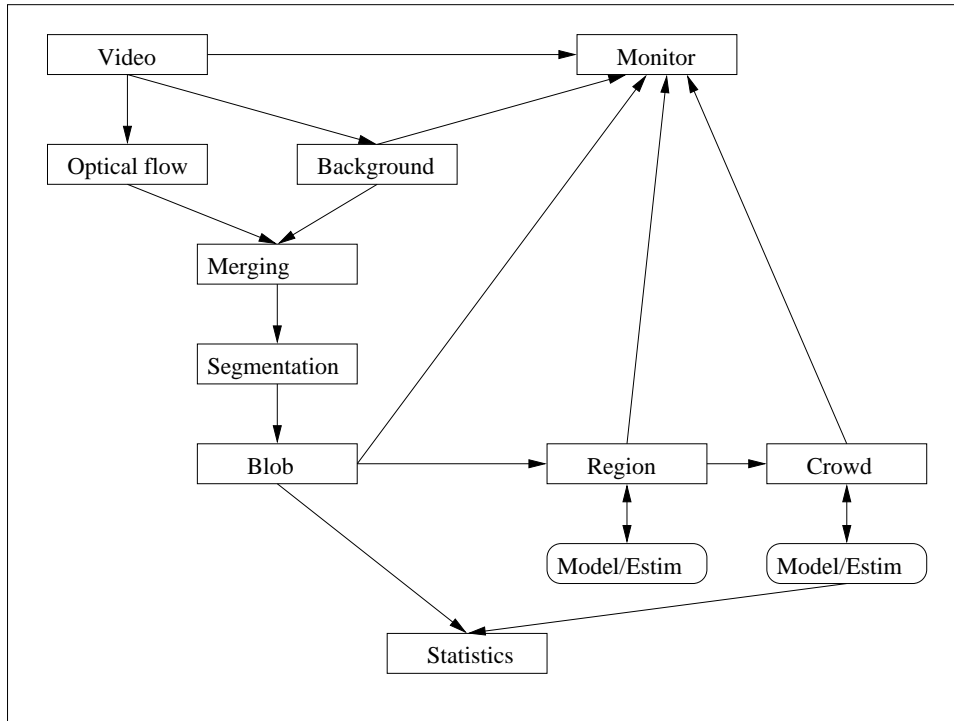 Video
Monitor
Optical flow
Background
Merging
Segmentation
Blob
Region
Crowd
Model/Estim
Model/Estim
Statistics